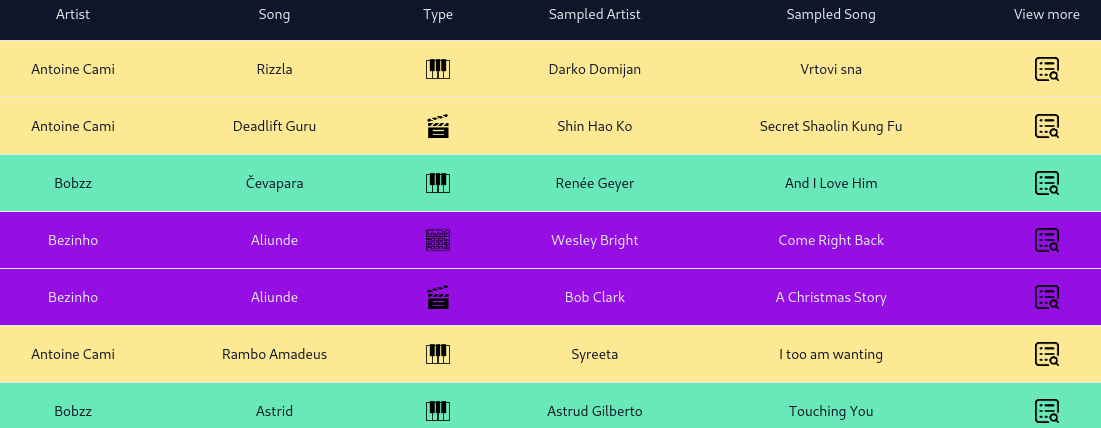 Artist Song Type Sampled Artist Sampled Song View more
Antoine Cami Rizzla Darko Domijan Vrtovi sna
Antoine Cami Deadlift Guru Shin Hao Ko Secret Shaolin Kung Fu
Bobzz Čevapara Renée Geyer And I Love Him
Bezinho Aliunde Wesley Bright Come Right Back
Bezinho Aliunde Bob Clark A Christmas Story
Antoine Cami Rambo Amadeus Syreeta I too am wanting
Bobzz Astrid Astrud Gilberto Touching You